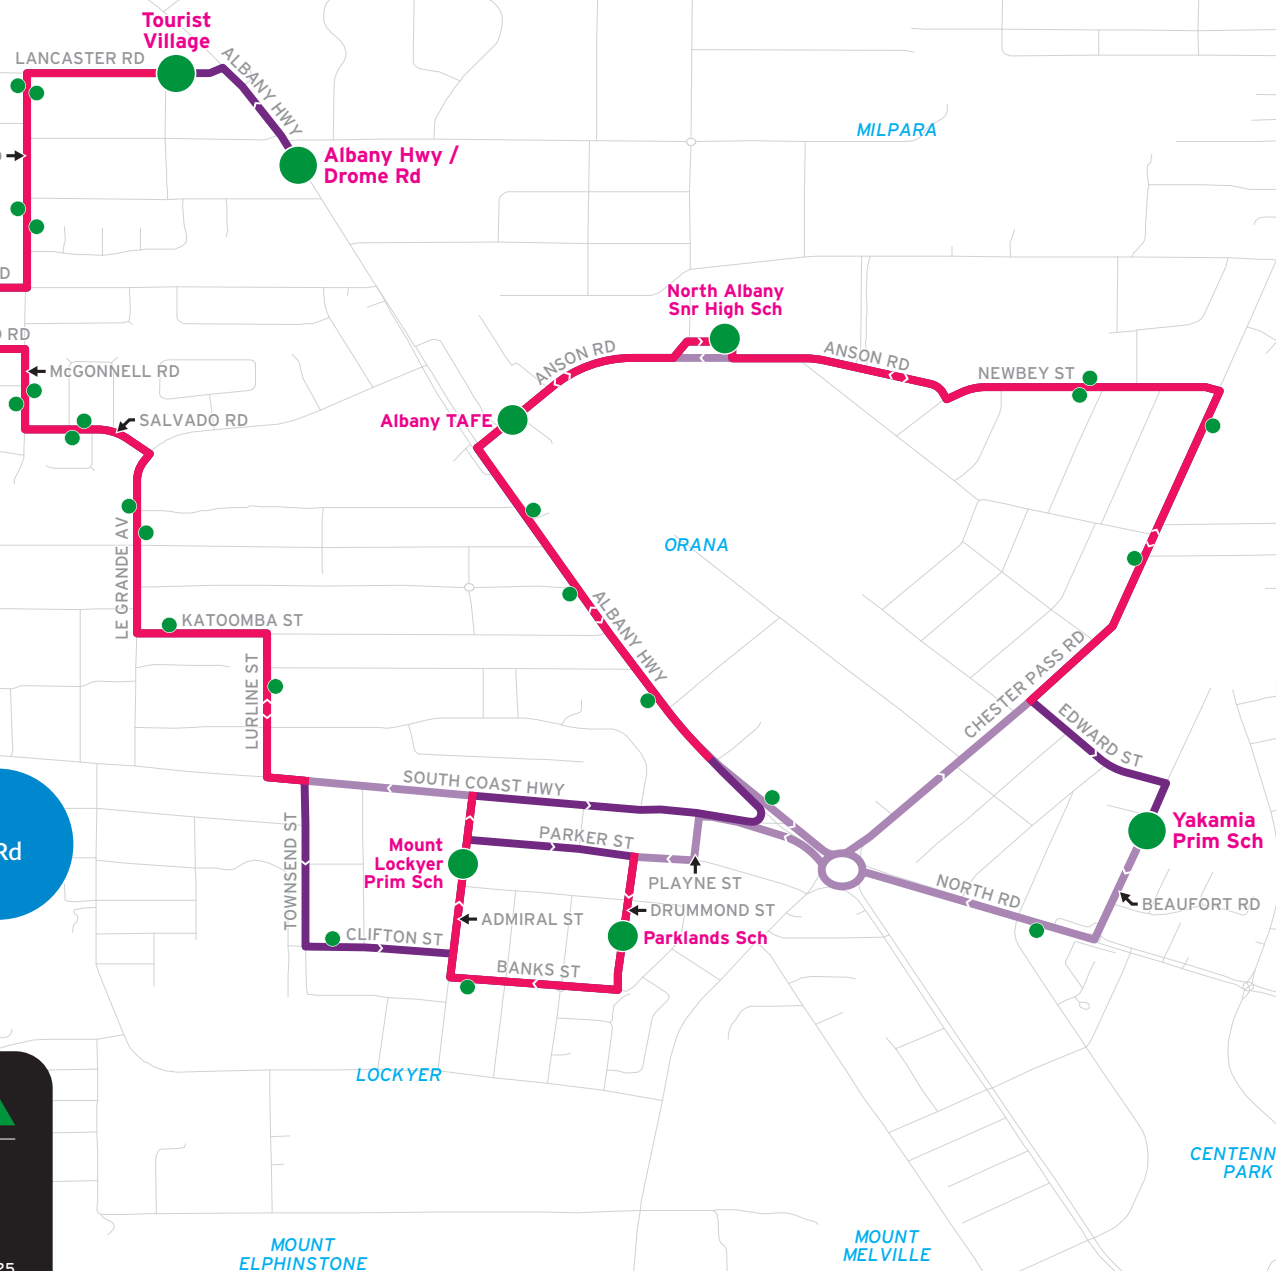 Tourist
Village
LANCASTER RD
ALBANY HWY
Albany Hwy /
Drome Rd
MILPARA
North Albany
Snr High Sch
ANSON RD
ANSON RD
NEWBEY ST
RD
McGONNELL RD
SALVADO RD
Albany TAFE
ORANA
LE GRANDE AV
KATOOMBA ST
ALBANY HWY
LURLINE ST
CHESTER PASS RD
EDWARD ST
SOUTH COAST HWY
Yakamia
Prim Sch
Rd
TOWNSEND ST
PARKER ST
Mount
Lockyer
Prim Sch
PLAYNE ST
NORTH RD
BEAUFORT RD
DRUMMOND ST
ADMIRAL ST
CLIFTON ST
Parklands Sch
BANKS ST
LOCKYER
CENTENN
PARK
MOUNT
ELPHINSTONE
MOUNT
MELVILLE